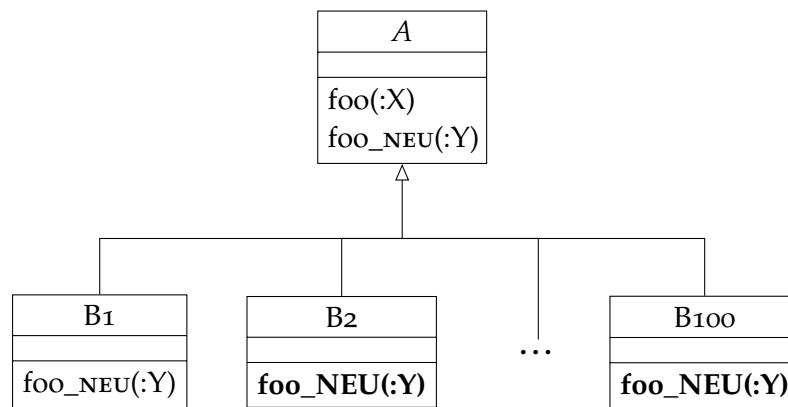 A
foo(:X)
foo_NEU(:Y)
B1
B2
B100
...
foo_NEU(:Y)
foo_NEU(:Y)
foo_NEU(:Y)